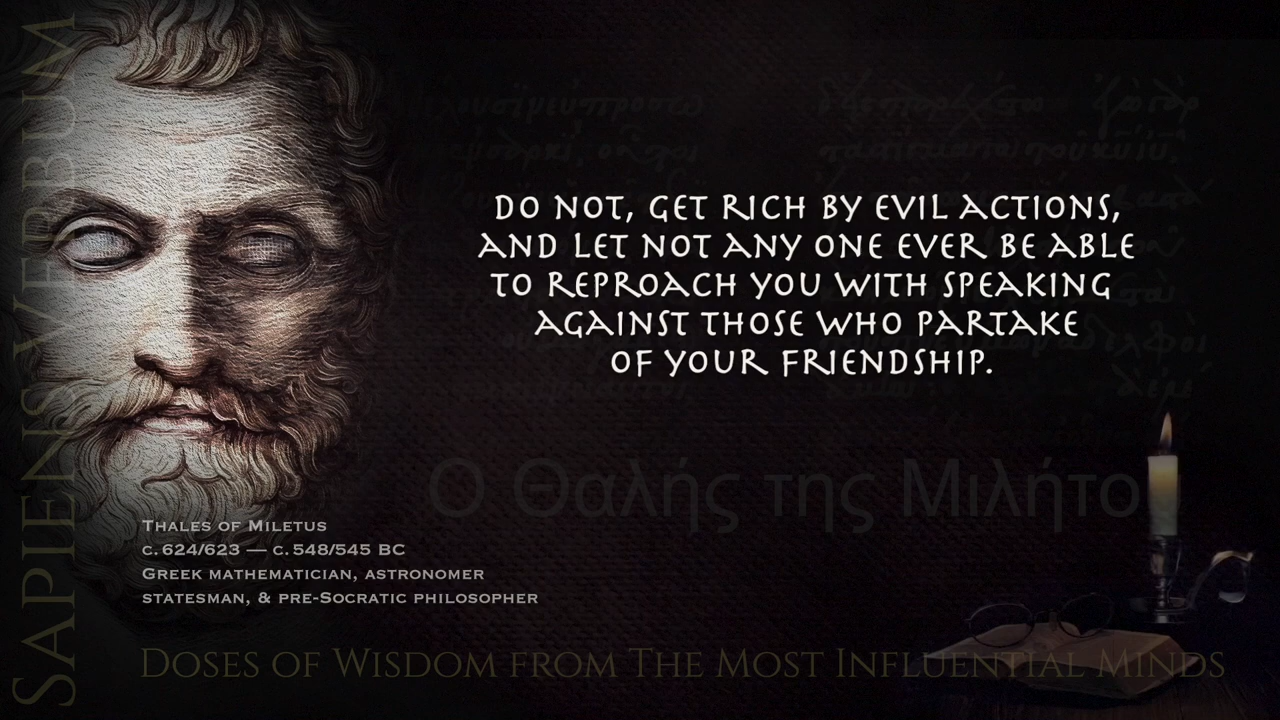 SAPIENS VERBUM
DO NOT, GET RICH BY EVIL ACTIONS,
AND LET NOT ANY ONE EVER BE ABLE
TO REPROACH YOU WITH SPEAKING
AGAINST THOSE WHO PARTAKE
OF YOUR FRIENDSHIP.
Ο Θαλής της Μιλήτο
THALES OF MILETUS
C. 624/623 — C. 548/545 BC
GREEK MATHEMATICIAN, ASTRONOMER
STATESMAN, & PRE-SOCRATIC PHILOSOPHER
DOSES OF WISDOM FROM THE MOST INFLUENTIAL MINDS